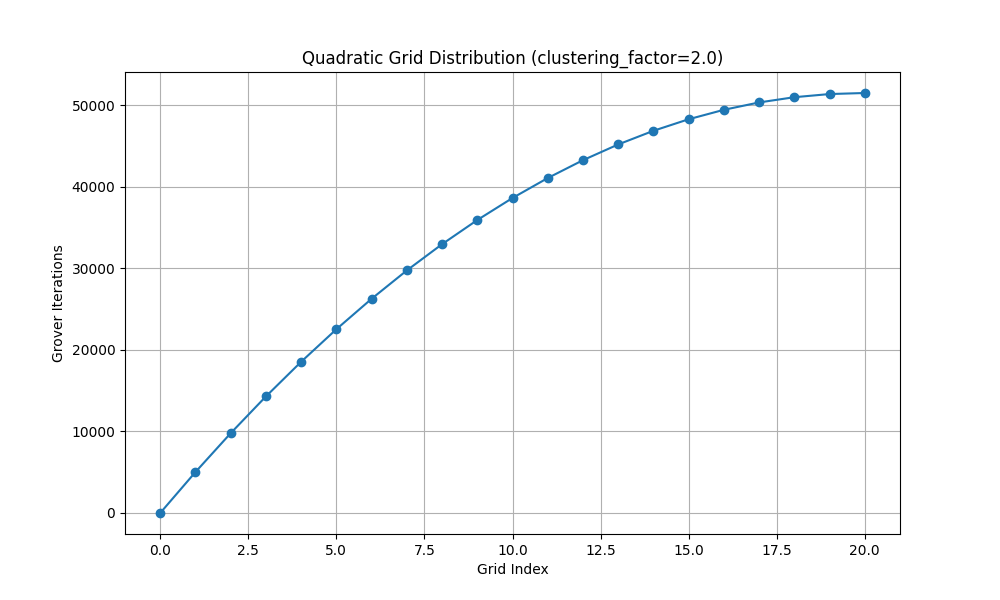 Quadratic Grid Distribution (clustering_factor=2.0)
50000
40000
30000
20000
10000
0
Grover Iterations
0.0 2.5 5.0 7.5 10.0 12.5 15.0 17.5 20.0
Grid Index